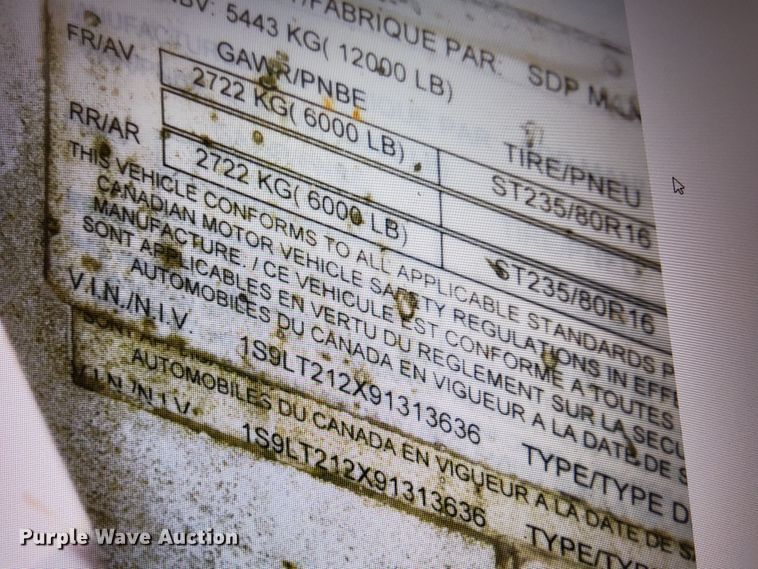 /FABRIQUE PAR: SDP
BV: 5443 KG( 12000 LB)
GAWR/PNBE
TIRE/PNEU
FR/AV 2722 KG( 6000 LB) ST235/80R16
RR/AR 2722 KG( 6000 LB) ST235/80R16
THIS VEHICLE CONFORMS TO ALL APPLICABLE STANDARDS
CANADIAN MOTOR VEHICLE SAFETY REGULATIONS IN EFF
MANUFACTURE. / CE VEHICULE EST CONFORME A TOUTES
SONT APPLICABLES EN VERTU DU REGLEMENT SUR LA SECU
AUTOMOBILES DU CANADA EN VIGUEUR A LA DATE DE S
V.I.N./N.I.V. 1S9LT212X91313636 TYPE/TYPE D
AUTOMOBILES DU CANADA EN VIGUEUR A LA DATE DE S
V.I.N./N.I.V. 1S9LT212X91313636 TYPE/TYP
Purple Wave Auction